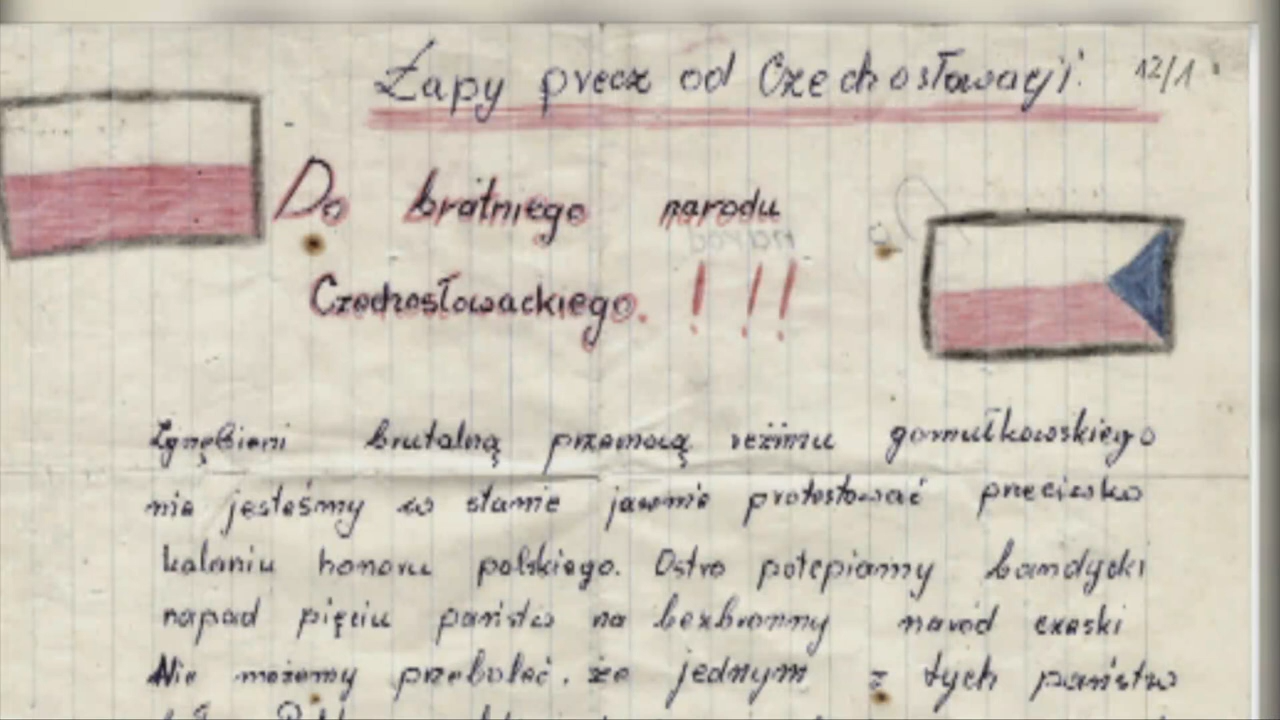 Łapy precz od Czechosłowacji! 12/1
Do bratniego narodu
Czechosłowackiego. !!!
Zgnębieni brutalną przemocą reżimu gomułkowskiego
nie jesteśmy w stanie jawnie protestować przeciwko
kalaniu honoru polskiego. Ostro potępiamy bandycki
napad pięciu państw na bezbronny naród czeski
Nie możemy przeboleć, że jednym z tych państw